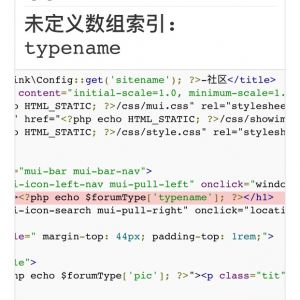 未定义数组索引：
typename
ink\Config::get('sitename'); ?>-社区</title>
content="initial-scale=1.0, minimum-scale=1.
o HTML_STATIC; ?>/css/mui.css" rel="styleshee
" href="<?php echo HTML_STATIC; ?>/css/showim
o HTML_STATIC; ?>/css/style.css" rel="stylesh
="mui-bar mui-bar-nav">
i-icon-left-nav mui-pull-left" onclick="windo
><?php echo $forumType['typename']; ?></h1>
i-icon-search mui-pull-right" onclick="locati
le=" margin-top: 44px; padding-top: 1rem;">
hp echo $forumType['pic']; ?>"><p class="tit"